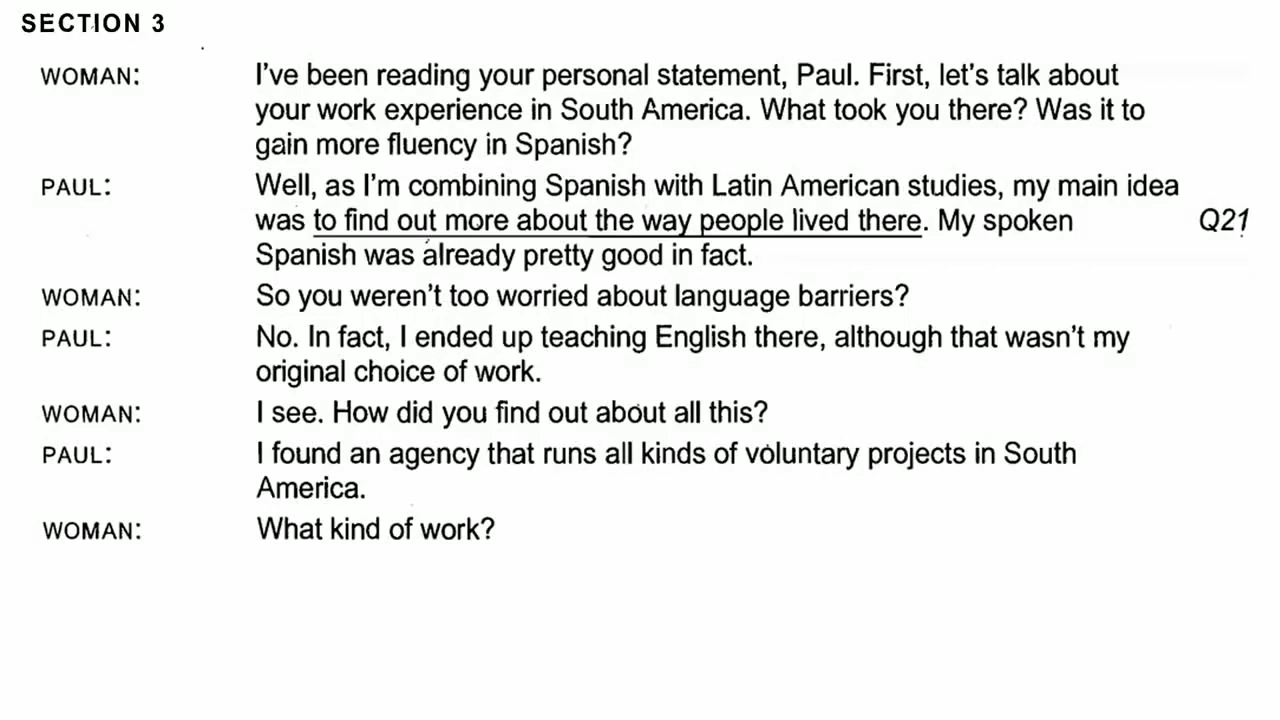 SECTION 3
WOMAN: I've been reading your personal statement, Paul. First, let's talk about
your work experience in South America. What took you there? Was it to
gain more fluency in Spanish?
PAUL: Well, as I'm combining Spanish with Latin American studies, my main idea
was to find out more about the way people lived there. My spoken Q21
Spanish was already pretty good in fact.
WOMAN: So you weren't too worried about language barriers?
PAUL: No. In fact, I ended up teaching English there, although that wasn't my
original choice of work.
WOMAN: I see. How did you find out about all this?
PAUL: I found an agency that runs all kinds of voluntary projects in South
America.
WOMAN: What kind of work?